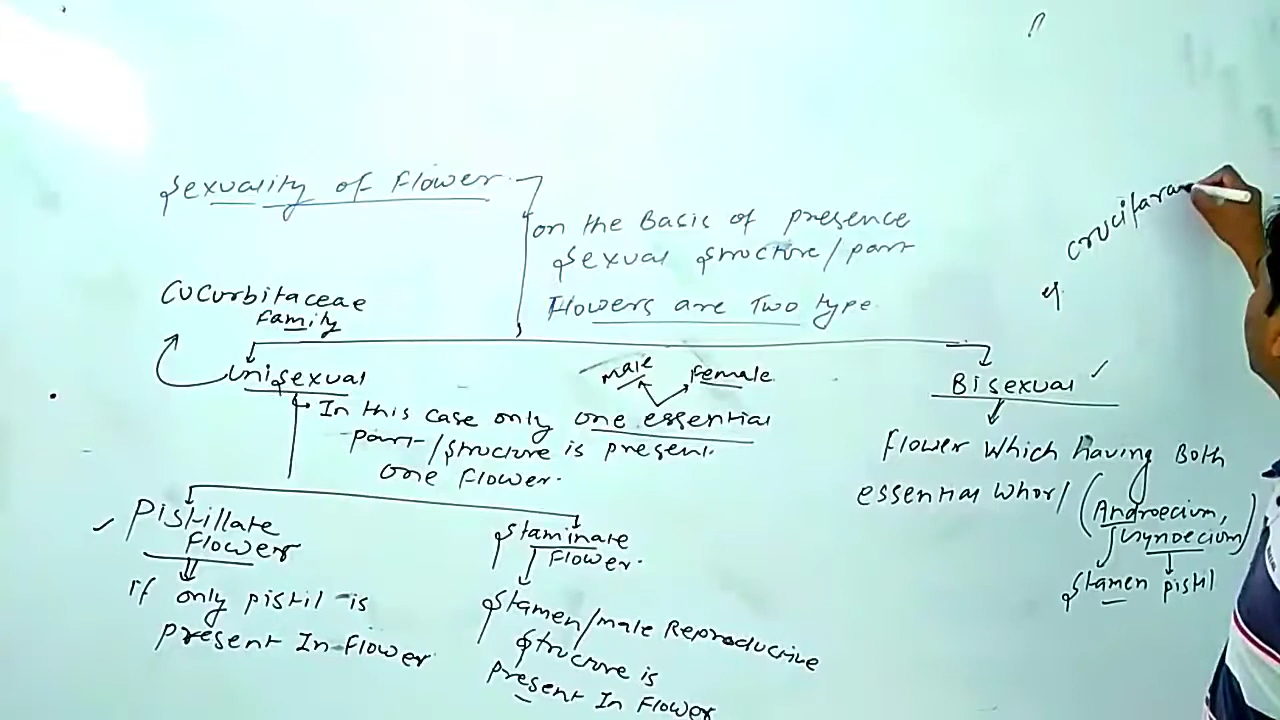 Sexuality of Flower
on the Basic of presence
Sexual Structure/part
Flowers are Two type
Cucurbitaceae
Family
Unisexual
In this case only one essential
part/Structure is present.
one Flower.
male
Female
Pistillate
Flower
if only pistil is
present In Flower
Staminate
Flower.
Stamen/male Reproductive
Structure is
present In Flower
Bisexual ✓
Flower Which having Both
essential Whorl (Androecium,
Gynoecium)
Stamen pistil
eg.
Crucifara